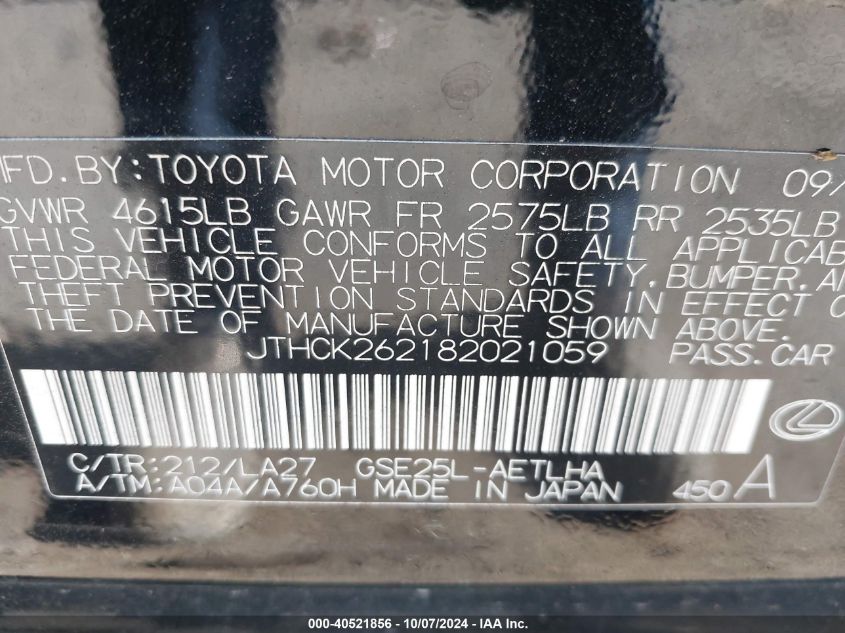 MFD. BY: TOYOTA MOTOR CORPORATION 09/
GVWR 4615LB GAWR FR 2575LB RR 2535LB
THIS VEHICLE CONFORMS TO ALL APPLICAB
FEDERAL MOTOR VEHICLE SAFETY, BUMPER, AN
THEFT PREVENTION STANDARDS IN EFFECT O
THE DATE OF MANUFACTURE SHOWN ABOVE.
JTHCK262182021059 PASS. CAR
C/TR: 212/LA27 GSE25L-AETLHA
A/TM: A04A/A760H MADE IN JAPAN 450 A
000-40521856 - 10/07/2024 - © IAA Inc.